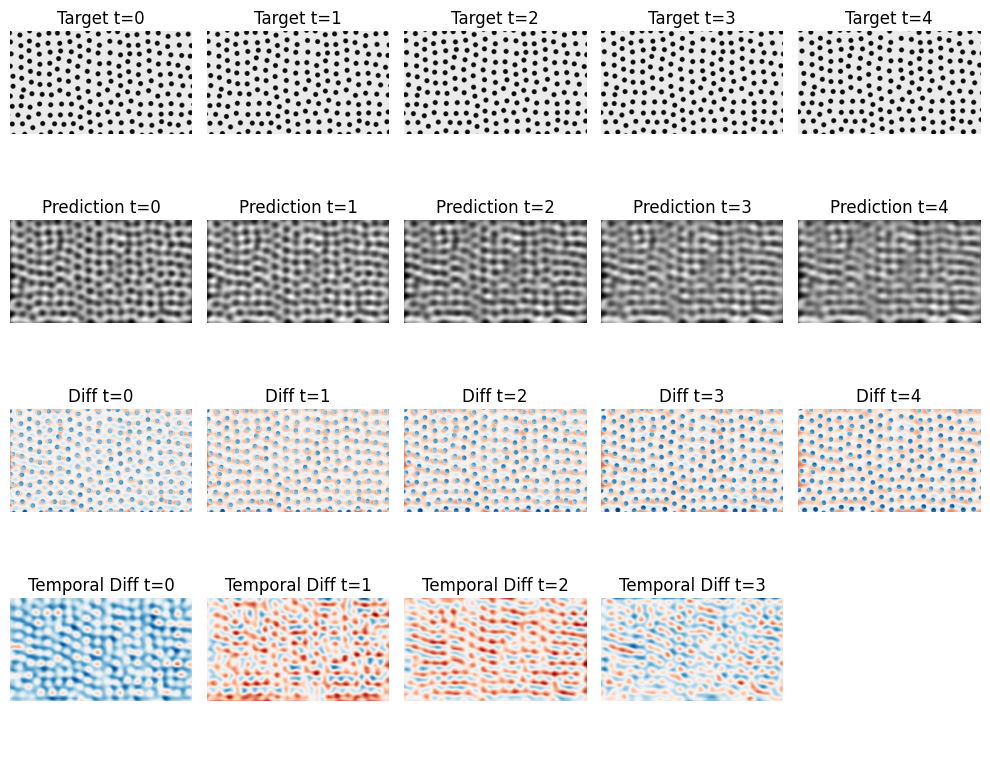 Target t=0 Target t=1 Target t=2 Target t=3 Target t=4
Prediction t=0 Prediction t=1 Prediction t=2 Prediction t=3 Prediction t=4
Diff t=0 Diff t=1 Diff t=2 Diff t=3 Diff t=4
Temporal Diff t=0 Temporal Diff t=1 Temporal Diff t=2 Temporal Diff t=3